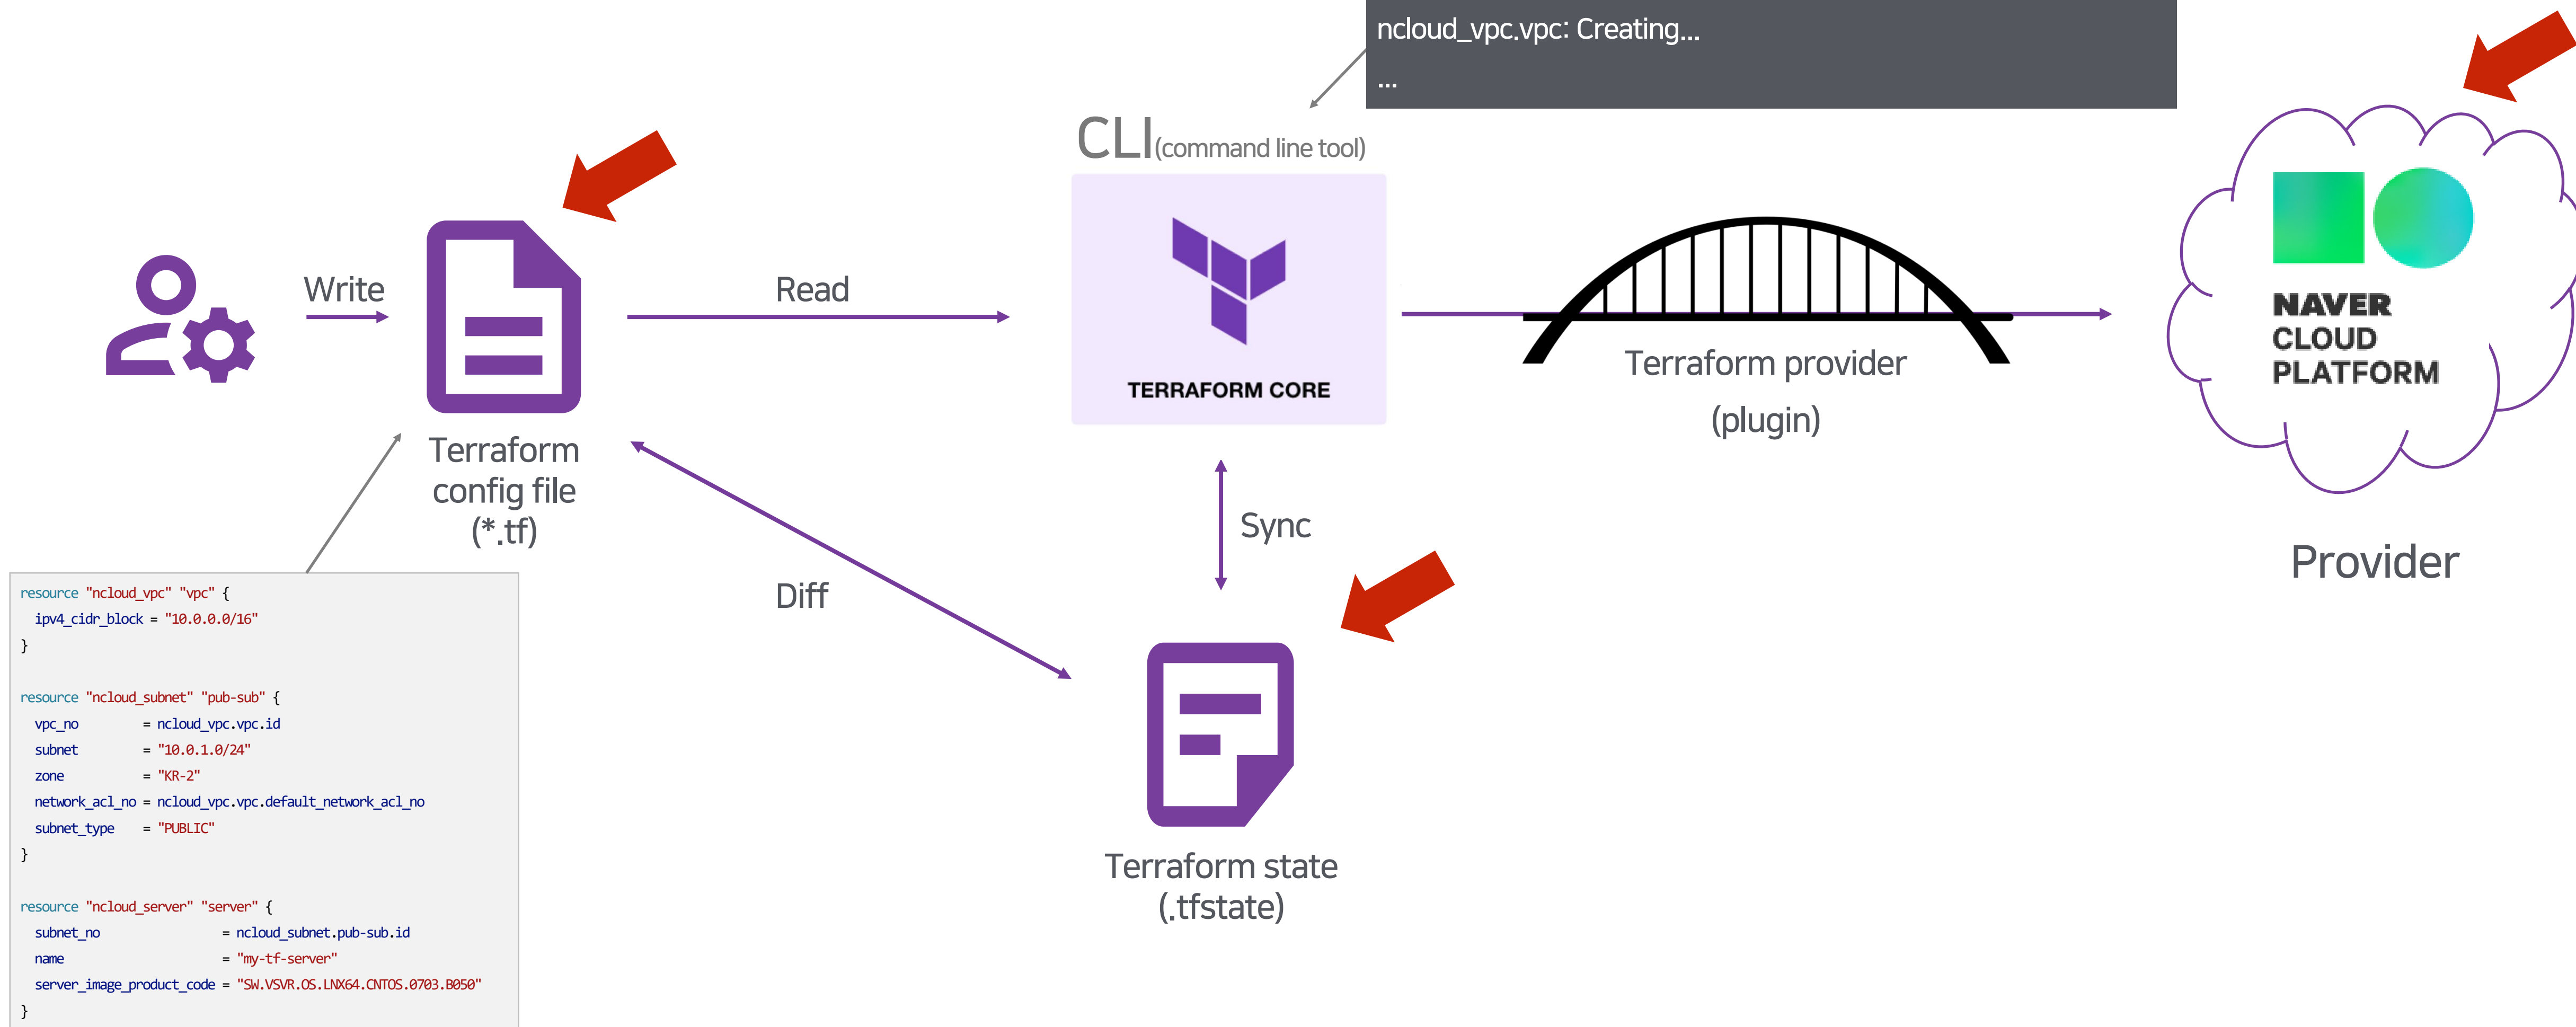 ncloud_vpc.vpc: Creating...
...
CLI(command line tool)
TERRAFORM CORE
Write
Read
Terraform
config file
(*.tf)
Terraform provider
(plugin)
NAVER
CLOUD
PLATFORM
Provider
Sync
Diff
Terraform state
(.tfstate)
resource "ncloud_vpc" "vpc" {
  ipv4_cidr_block = "10.0.0.0/16"
}
resource "ncloud_subnet" "pub-sub" {
  vpc_no         = ncloud_vpc.vpc.id
  subnet         = "10.0.1.0/24"
  zone           = "KR-2"
  network_acl_no = ncloud_vpc.vpc.default_network_acl_no
  subnet_type    = "PUBLIC"
}
resource "ncloud_server" "server" {
  subnet_no                 = ncloud_subnet.pub-sub.id
  name                      = "my-tf-server"
  server_image_product_code = "SW.VSVR.OS.LNX64.CNTOS.0703.B050"
}